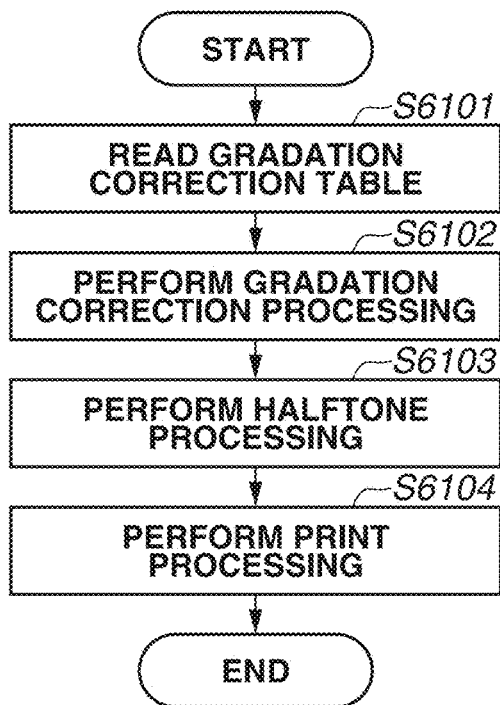 START
S6101
READ GRADATION
CORRECTION TABLE
S6102
PERFORM GRADATION
CORRECTION PROCESSING
S6103
PERFORM HALFTONE
PROCESSING
S6104
PERFORM PRINT
PROCESSING
END